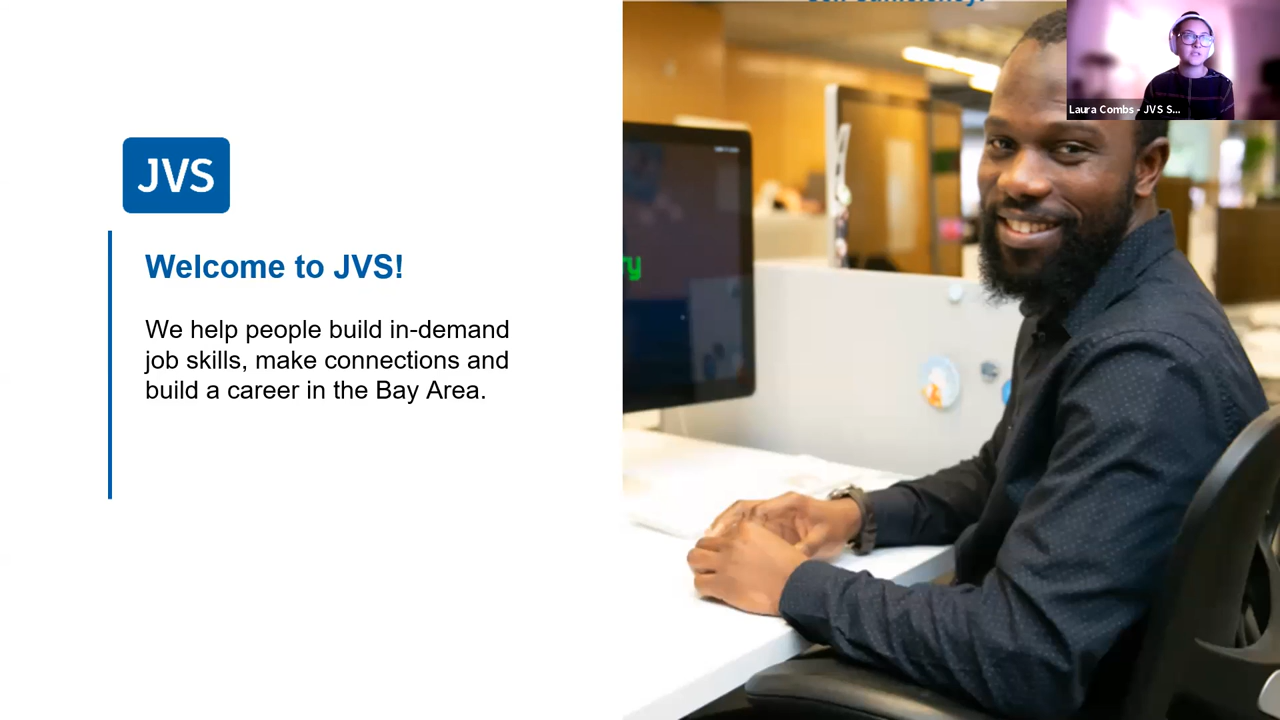 Laura Combs - JVS S...
JVS
Welcome to JVS!
We help people build in-demand
job skills, make connections and
build a career in the Bay Area.
ry